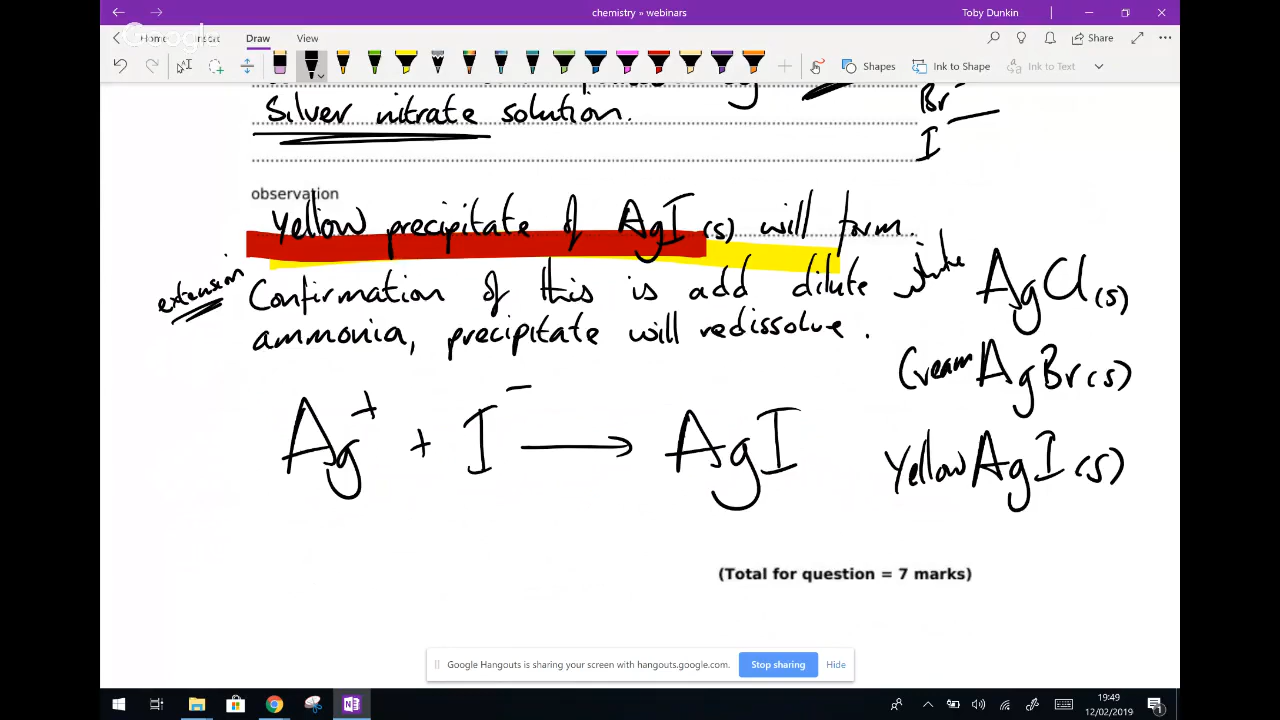 chemistry » webinars
Toby Dunkin
Home Insert Draw View
Share
Shapes Ink to Shape Ink to Text
Br⁻
Silver nitrate solution.
I
observation
Yellow precipitate of AgI (s) will form.
extension
Confirmation of this is add dilute
ammonia, precipitate will redissolve.
white AgCl (s)
Cream AgBr (s)
Ag⁺ + I⁻ ⟶ AgI
Yellow AgI (s)
(Total for question = 7 marks)
Google Hangouts is sharing your screen with hangouts.google.com.
Stop sharing
Hide
19:49
12/02/2019